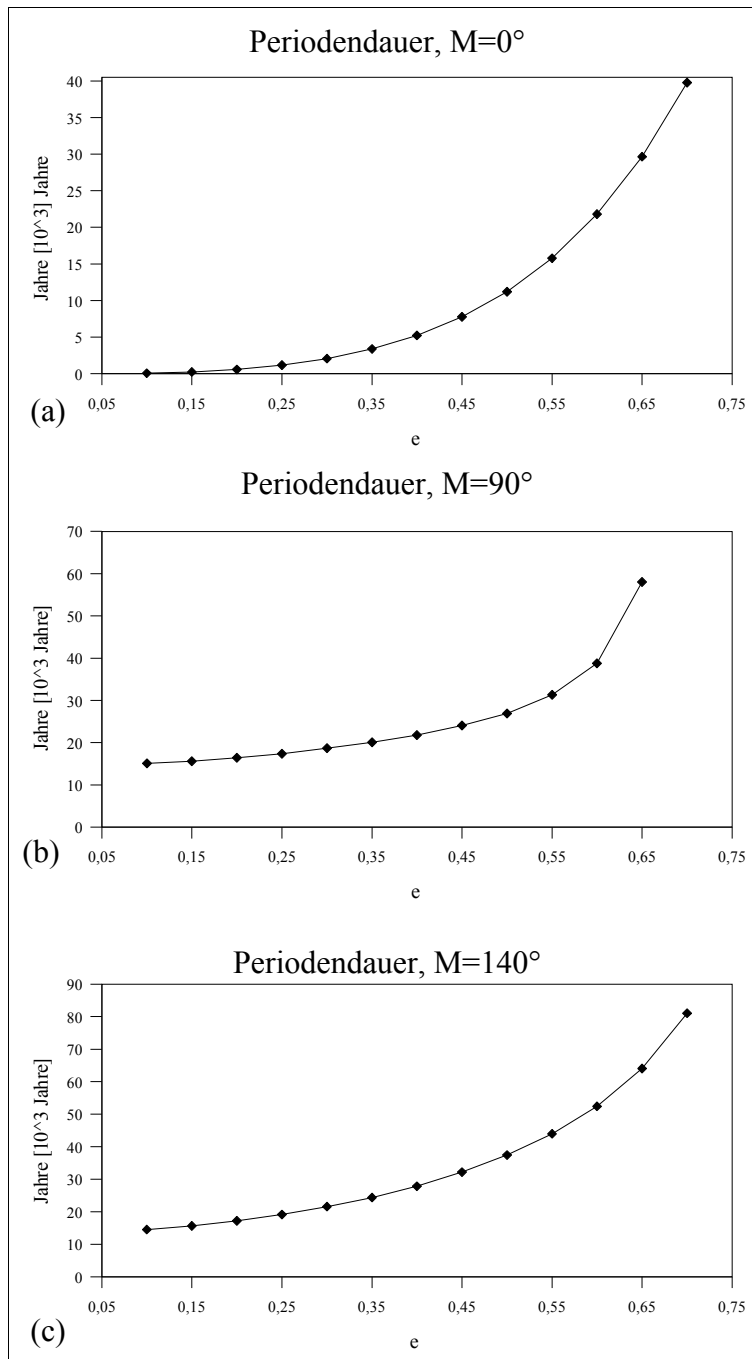 Periodendauer, M=0°
40
35
30
25
20
15
10
5
0
Jahre [10^3] Jahre
0,05 0,15 0,25 0,35 0,45 0,55 0,65 0,75
e
(a)
Periodendauer, M=90°
70
60
50
40
30
20
10
0
Jahre [10^3 Jahre]
0,05 0,15 0,25 0,35 0,45 0,55 0,65 0,75
e
(b)
Periodendauer, M=140°
90
80
70
60
50
40
30
20
10
0
Jahre [10^3 Jahre]
0,05 0,15 0,25 0,35 0,45 0,55 0,65 0,75
e
(c)